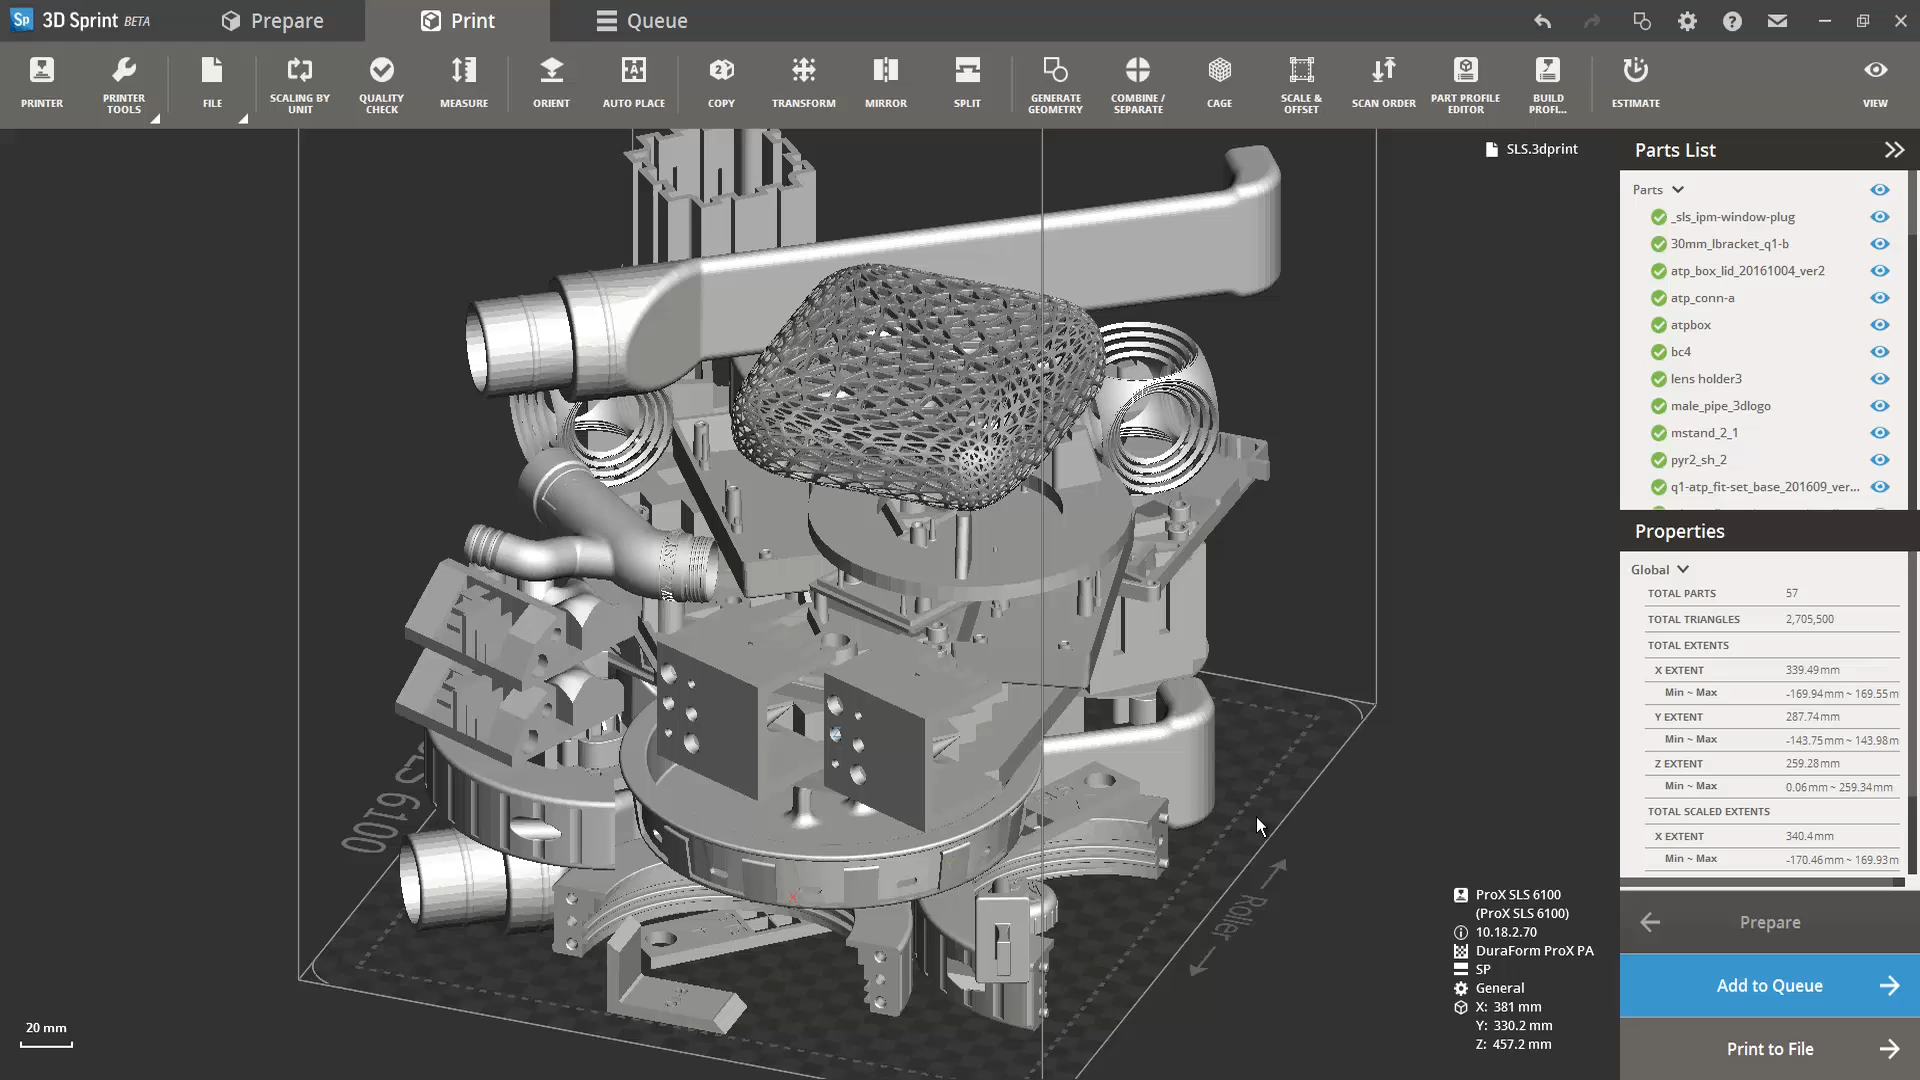 Sp 3D Sprint BETA
Prepare
Print
Queue
PRINTER
PRINTER TOOLS
FILE
SCALING BY UNIT
QUALITY CHECK
MEASURE
ORIENT
AUTO PLACE
COPY
TRANSFORM
MIRROR
SPLIT
GENERATE GEOMETRY
COMBINE / SEPARATE
CAGE
SCALE & OFFSET
SCAN ORDER
PART PROFILE EDITOR
BUILD PROFI...
ESTIMATE
VIEW
SLS.3dprint
Parts List
Parts
_sls_ipm-window-plug
30mm_lbracket_q1-b
atp_box_lid_20161004_ver2
atp_conn-a
atpbox
bc4
lens holder3
male_pipe_3dlogo
mstand_2_1
pyr2_sh_2
q1-atp_fit-set_base_201609_ver...
Properties
Global
TOTAL PARTS 57
TOTAL TRIANGLES 2,705,500
TOTAL EXTENTS
X EXTENT 339.49mm
Min ~ Max -169.94mm ~ 169.55m
Y EXTENT 287.74mm
Min ~ Max -143.75mm ~ 143.98m
Z EXTENT 259.28mm
Min ~ Max 0.06mm ~ 259.34mm
TOTAL SCALED EXTENTS
X EXTENT 340.4mm
Min ~ Max -170.46mm ~ 169.93m
Prepare
Add to Queue
Print to File
ProX SLS 6100
(ProX SLS 6100)
10.18.2.70
DuraForm ProX PA
SP
General
X: 381 mm
Y: 330.2 mm
Z: 457.2 mm
Roller
6100
20 mm